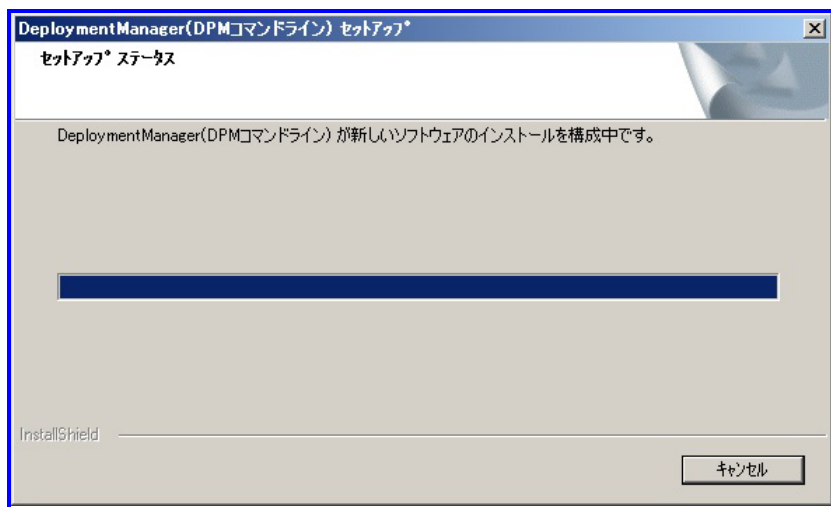 DeploymentManager(DPMコマンドライン) ｾｯﾄｱｯﾌﾟ
ｾｯﾄｱｯﾌﾟ ｽﾃｰﾀｽ
DeploymentManager(DPMコマンドライン) が新しいソフトウェアのインストールを構成中です。
InstallShield
ｷｬﾝｾﾙ